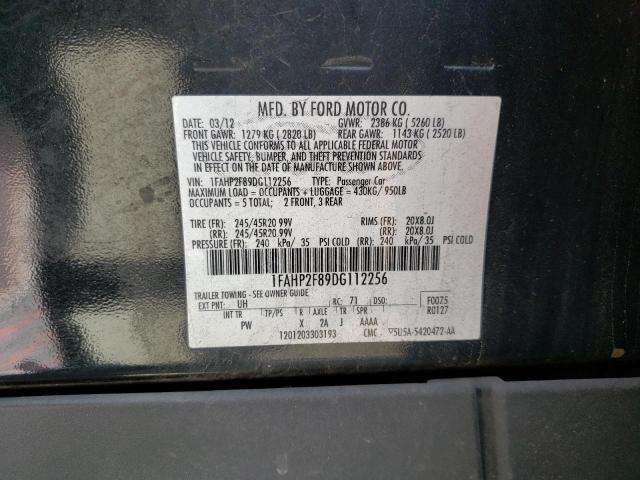 MFD. BY FORD MOTOR CO.
DATE: 03/12 GVWR: 2386 KG ( 5260 LB)
FRONT GAWR: 1279 KG ( 2820 LB) REAR GAWR: 1143 KG ( 2520 LB)
THIS VEHICLE CONFORMS TO ALL APPLICABLE FEDERAL MOTOR
VEHICLE SAFETY, BUMPER, AND THEFT PREVENTION STANDARDS
IN EFFECT ON THE DATE OF MANUFACTURE SHOWN ABOVE.
VIN: 1FAHP2F89DG112256 TYPE: Passenger Car
MAXIMUM LOAD = OCCUPANTS + LUGGAGE = 430KG/ 950LB
OCCUPANTS = 5 TOTAL; 2 FRONT, 3 REAR
TIRE (FR): 245/45R20 99V RIMS (FR): 20X8.0J
(RR): 245/45R20 99V (RR): 20X8.0J
PRESSURE (FR): 240 kPa/ 35 PSI COLD (RR): 240 kPa/ 35 PSI COLD
1FAHP2F89DG112256
TRAILER TOWING - SEE OWNER GUIDE
EXT PNT: UH RC: 71 DSO: F0075
INT TR TP/PS R AXLE TR SPR R0127
PW X 2A J AAAA
1201203303193 CMC 5U5A-5420472-AA